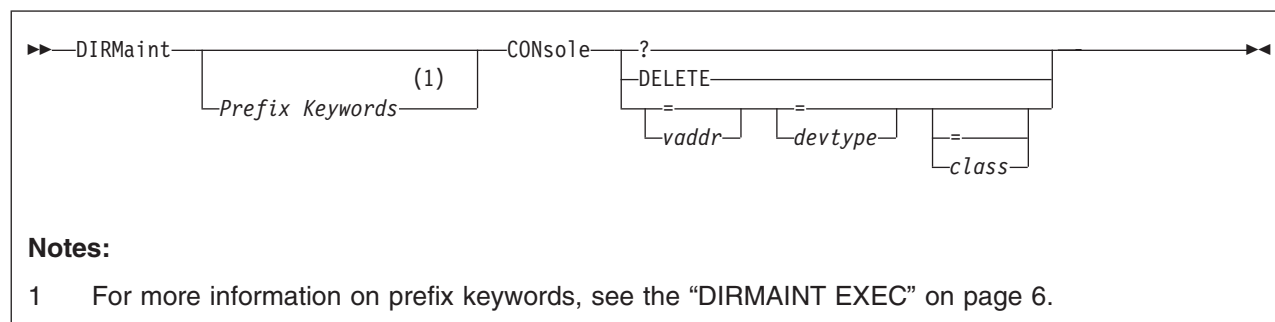 DIRMaint CONsole ?
(1) DELETE
Prefix Keywords = =
vaddr devtype =
class
Notes:
1 For more information on prefix keywords, see the “DIRMAINT EXEC” on page 6.